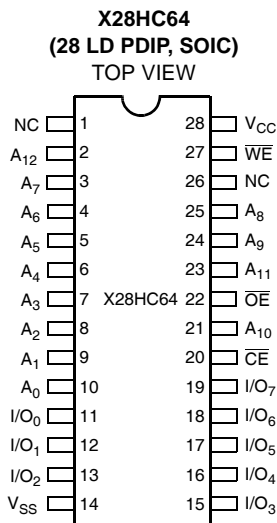 X28HC64
(28 LD PDIP, SOIC)
TOP VIEW
NC 1 28 VCC
A12 2 27 WE
A7 3 26 NC
A6 4 25 A8
A5 5 24 A9
A4 6 23 A11
A3 7 X28HC64 22 OE
A2 8 21 A10
A1 9 20 CE
A0 10 19 I/O7
I/O0 11 18 I/O6
I/O1 12 17 I/O5
I/O2 13 16 I/O4
VSS 14 15 I/O3